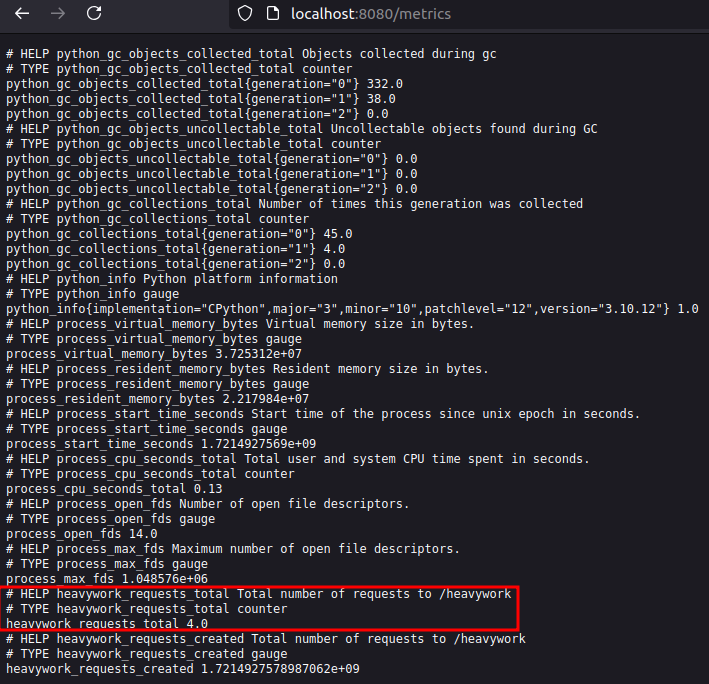 localhost:8080/metrics
# HELP python_gc_objects_collected_total Objects collected during gc
# TYPE python_gc_objects_collected_total counter
python_gc_objects_collected_total{generation="0"} 332.0
python_gc_objects_collected_total{generation="1"} 38.0
python_gc_objects_collected_total{generation="2"} 0.0
# HELP python_gc_objects_uncollectable_total Uncollectable objects found during GC
# TYPE python_gc_objects_uncollectable_total counter
python_gc_objects_uncollectable_total{generation="0"} 0.0
python_gc_objects_uncollectable_total{generation="1"} 0.0
python_gc_objects_uncollectable_total{generation="2"} 0.0
# HELP python_gc_collections_total Number of times this generation was collected
# TYPE python_gc_collections_total counter
python_gc_collections_total{generation="0"} 45.0
python_gc_collections_total{generation="1"} 4.0
python_gc_collections_total{generation="2"} 0.0
# HELP python_info Python platform information
# TYPE python_info gauge
python_info{implementation="CPython",major="3",minor="10",patchlevel="12",version="3.10.12"} 1.0
# HELP process_virtual_memory_bytes Virtual memory size in bytes.
# TYPE process_virtual_memory_bytes gauge
process_virtual_memory_bytes 3.725312e+07
# HELP process_resident_memory_bytes Resident memory size in bytes.
# TYPE process_resident_memory_bytes gauge
process_resident_memory_bytes 2.217984e+07
# HELP process_start_time_seconds Start time of the process since unix epoch in seconds.
# TYPE process_start_time_seconds gauge
process_start_time_seconds 1.7214927569e+09
# HELP process_cpu_seconds_total Total user and system CPU time spent in seconds.
# TYPE process_cpu_seconds_total counter
process_cpu_seconds_total 0.13
# HELP process_open_fds Number of open file descriptors.
# TYPE process_open_fds gauge
process_open_fds 14.0
# HELP process_max_fds Maximum number of open file descriptors.
# TYPE process_max_fds gauge
process_max_fds 1.048576e+06
# HELP heavywork_requests_total Total number of requests to /heavywork
# TYPE heavywork_requests_total counter
heavywork_requests_total 4.0
# HELP heavywork_requests_created Total number of requests to /heavywork
# TYPE heavywork_requests_created gauge
heavywork_requests_created 1.7214927578987062e+09